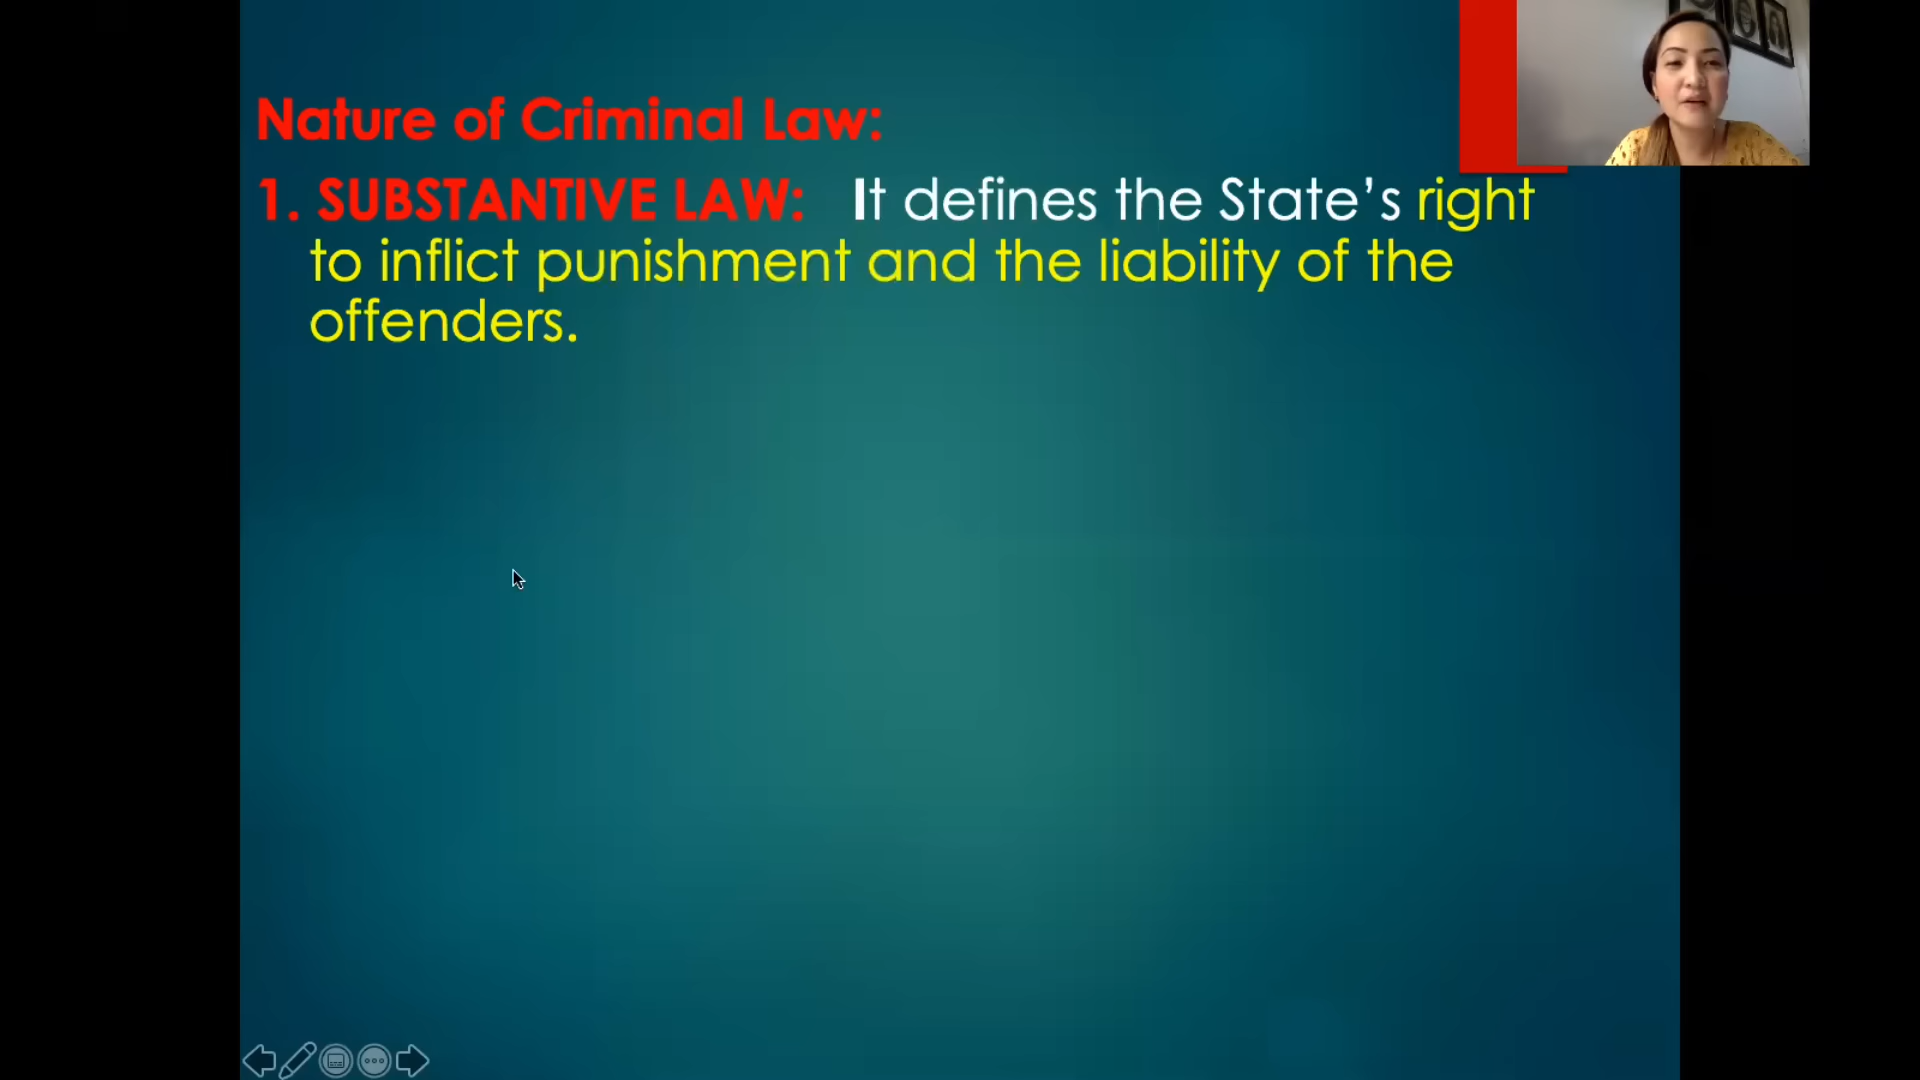 Nature of Criminal Law:
1. SUBSTANTIVE LAW: It defines the State’s right
to inflict punishment and the liability of the
offenders.